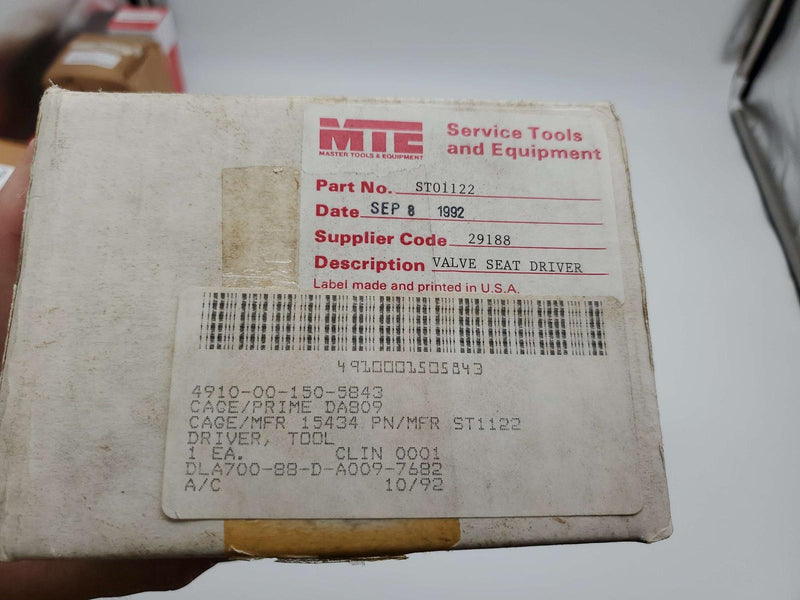 MTE
MASTER TOOLS & EQUIPMENT
Service Tools
and Equipment
Part No. ST01122
Date SEP 8 1992
Supplier Code 29188
Description VALVE SEAT DRIVER
Label made and printed in U.S.A.
4910001505843
4910-00-150-5843
CAGE/PRIME DA809
CAGE/MFR 15434 PN/MFR ST1122
DRIVER, TOOL
1 EA. CLIN 0001
DLA700-88-D-A009-7682
A/C 10/92